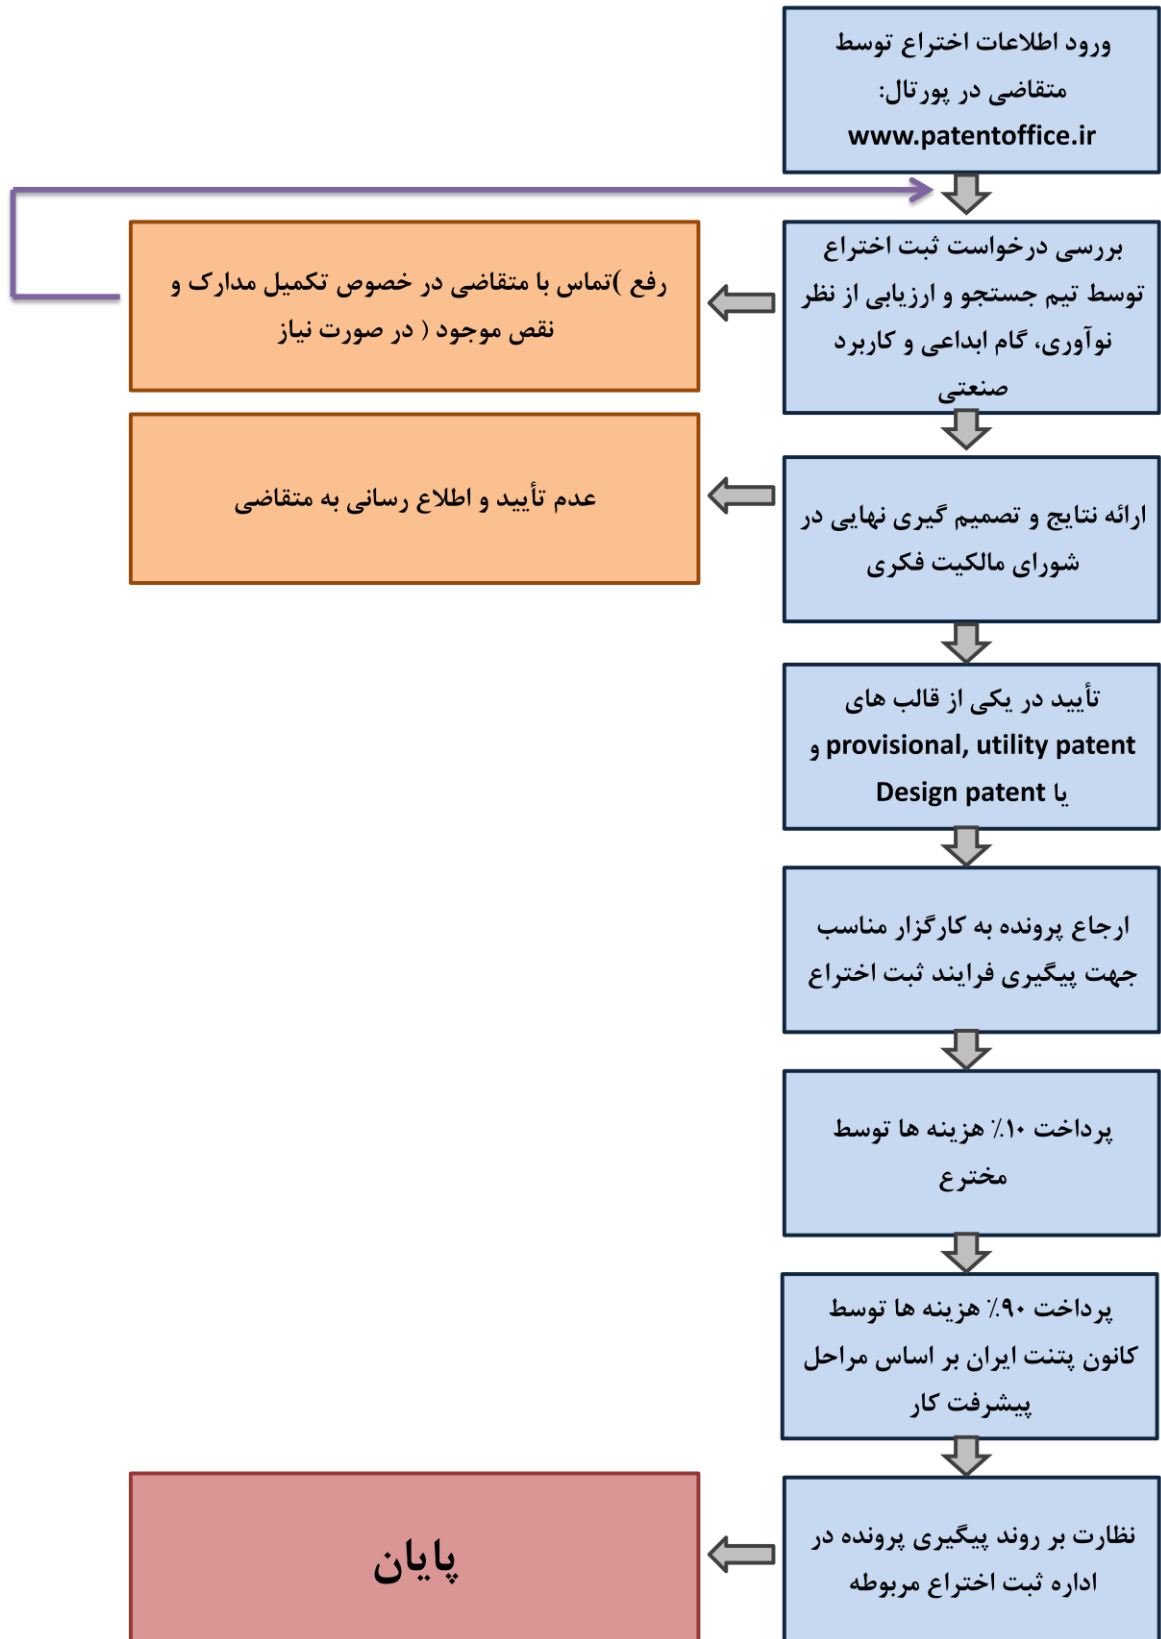 ورود اطلاعات اختراع توسط
متقاضی در پورتال:
www.patentoffice.ir
بررسی درخواست ثبت اختراع
توسط تیم جستجو و ارزیابی از نظر
نوآوری، گام ابداعی و کاربرد
صنعتی
رفع )تماس با متقاضی در خصوص تکمیل مدارک و
نقص موجود ( در صورت نیاز
ارائه نتایج و تصمیم گیری نهایی در
شورای مالکیت فکری
عدم تأیید و اطلاع رسانی به متقاضی
تأیید در یکی از قالب های
provisional, utility patent و
یا Design patent
ارجاع پرونده به کارگزار مناسب
جهت پیگیری فرایند ثبت اختراع
پرداخت ۱۰٪ هزینه ها توسط
مخترع
پرداخت ۹۰٪ هزینه ها توسط
کانون پتنت ایران بر اساس مراحل
پیشرفت کار
نظارت بر روند پیگیری پرونده در
اداره ثبت اختراع مربوطه
پایان